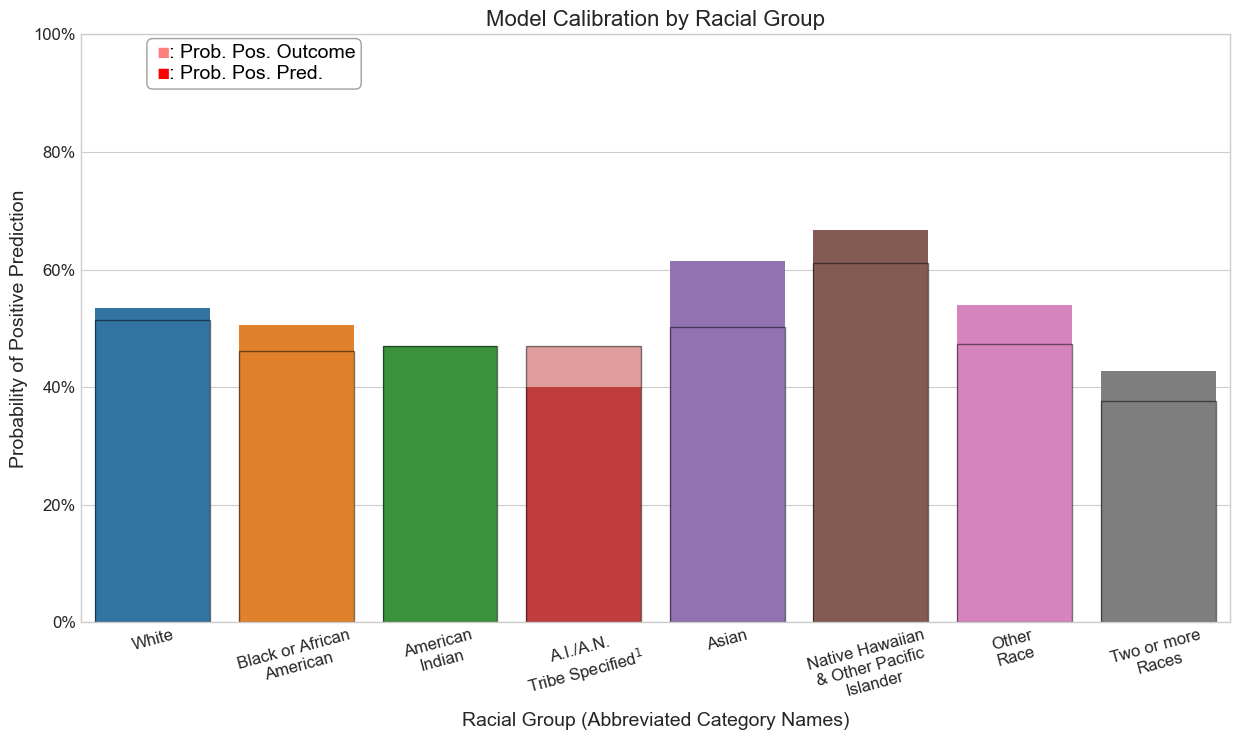 Model Calibration by Racial Group
: Prob. Pos. Outcome
: Prob. Pos. Pred.
100%
80%
60%
40%
20%
0%
Probability of Positive Prediction
White
Black or African
American
American
Indian
A.I./A.N.
Tribe Specified¹
Asian
Native Hawaiian
& Other Pacific
Islander
Other
Race
Two or more
Races
Racial Group (Abbreviated Category Names)